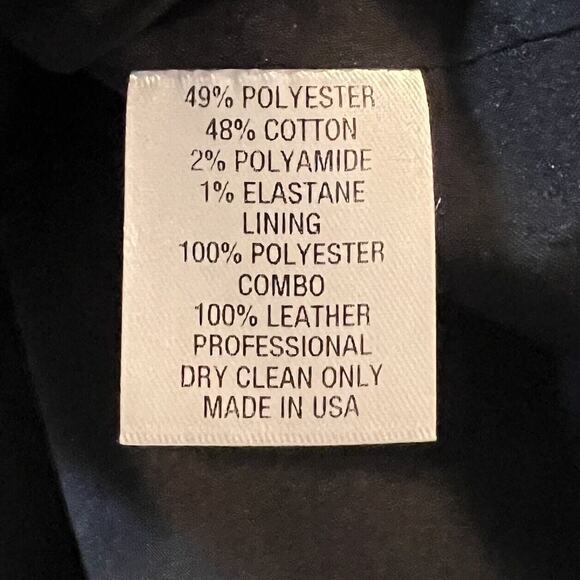 49% POLYESTER
48% COTTON
2% POLYAMIDE
1% ELASTANE
LINING
100% POLYESTER
COMBO
100% LEATHER
PROFESSIONAL
DRY CLEAN ONLY
MADE IN USA